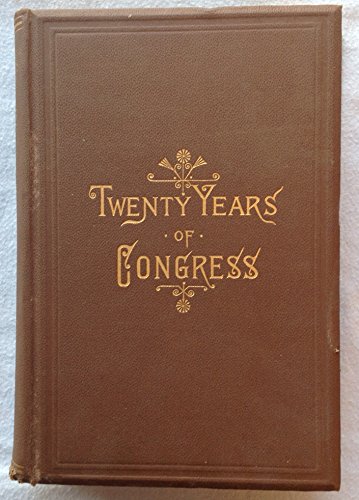 TWENTY YEARS
· OF ·
CONGRESS